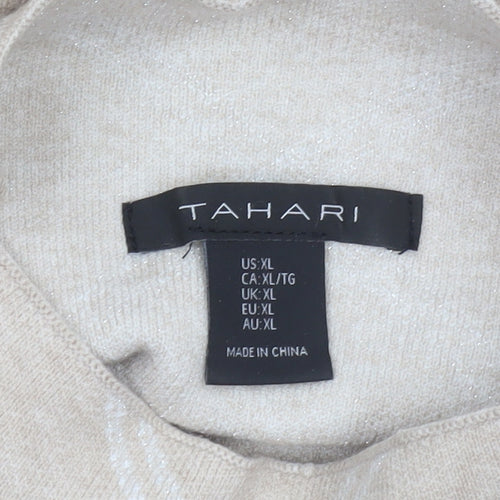 TAHARI
US:XL
CA:XL/TG
UK:XL
EU:XL
AU:XL
MADE IN CHINA